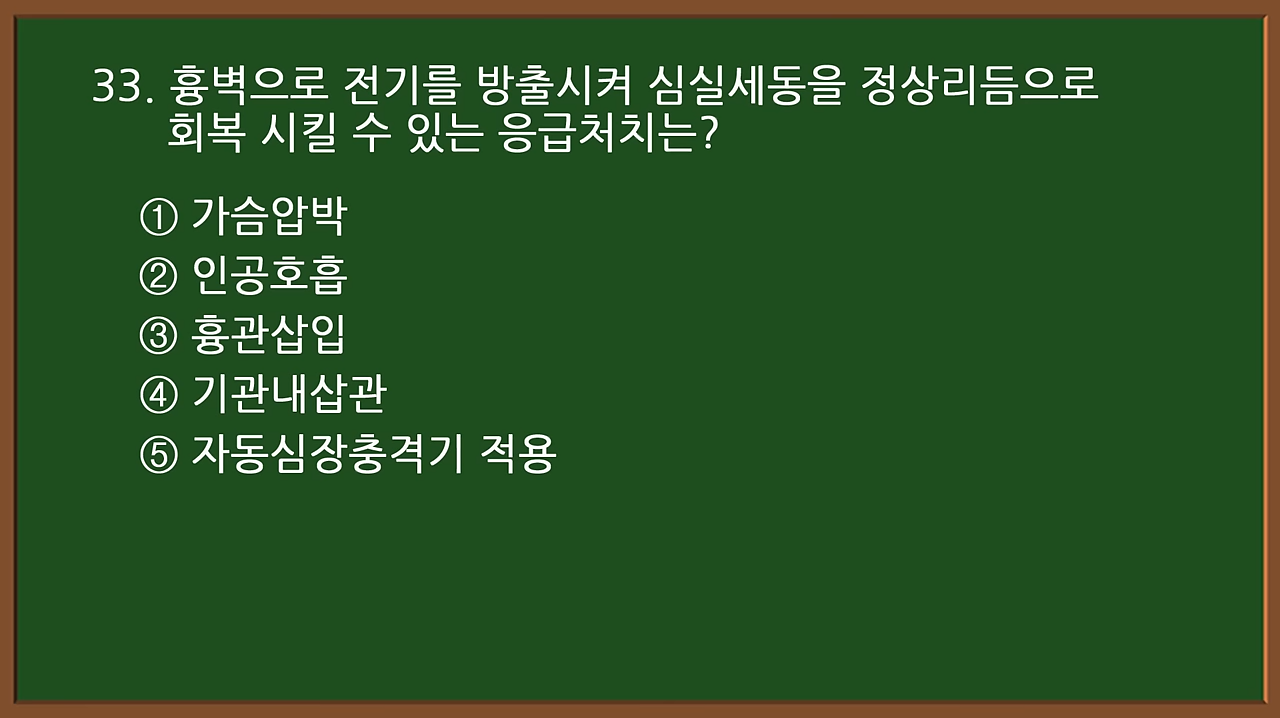 33. 흉벽으로 전기를 방출시켜 심실세동을 정상리듬으로
회복 시킬 수 있는 응급처치는?
① 가슴압박
② 인공호흡
③ 흉관삽입
④ 기관내삽관
⑤ 자동심장충격기 적용